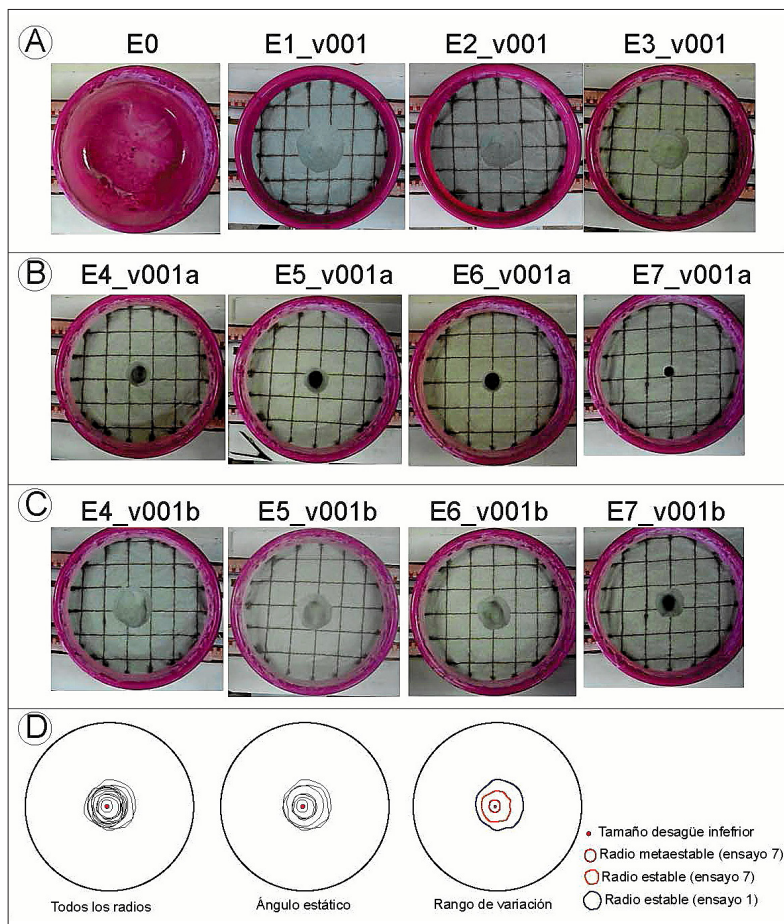 A
E0
E1_v001
E2_v001
E3_v001
B
E4_v001a
E5_v001a
E6_v001a
E7_v001a
C
E4_v001b
E5_v001b
E6_v001b
E7_v001b
D
Tamaño desagüe infefrior
Radio metaestable (ensayo 7)
Radio estable (ensayo 7)
Radio estable (ensayo 1)
Todos los radios
Ángulo estático
Rango de variación